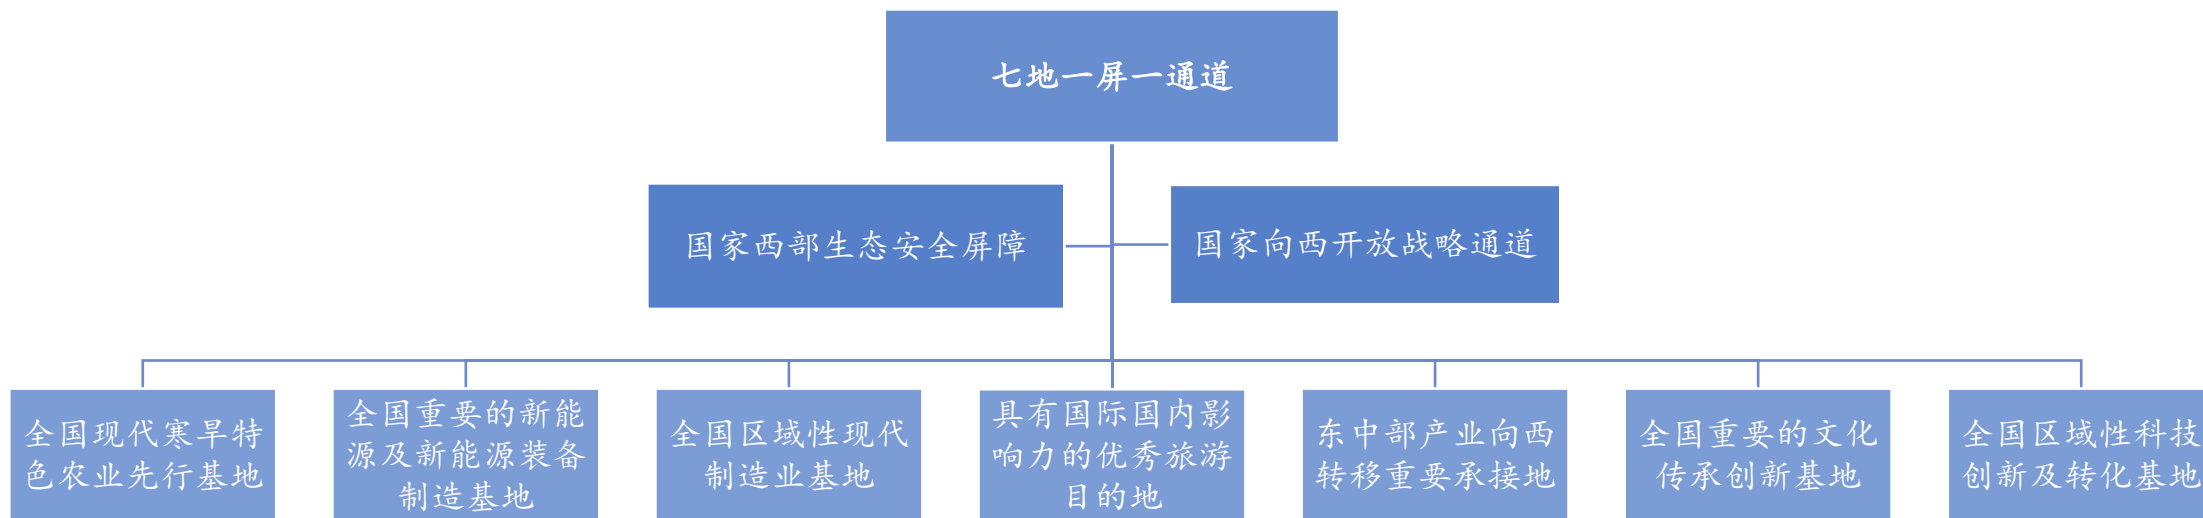 七地一屏一通道
国家西部生态安全屏障
国家向西开放战略通道
全国现代寒旱特
色农业先行基地
全国重要的新能
源及新能源装备
制造基地
全国区域性现代
制造业基地
具有国际国内影
响力的优秀旅游
目的地
东中部产业向西
转移重要承接地
全国重要的文化
传承创新基地
全国区域性科技
创新及转化基地